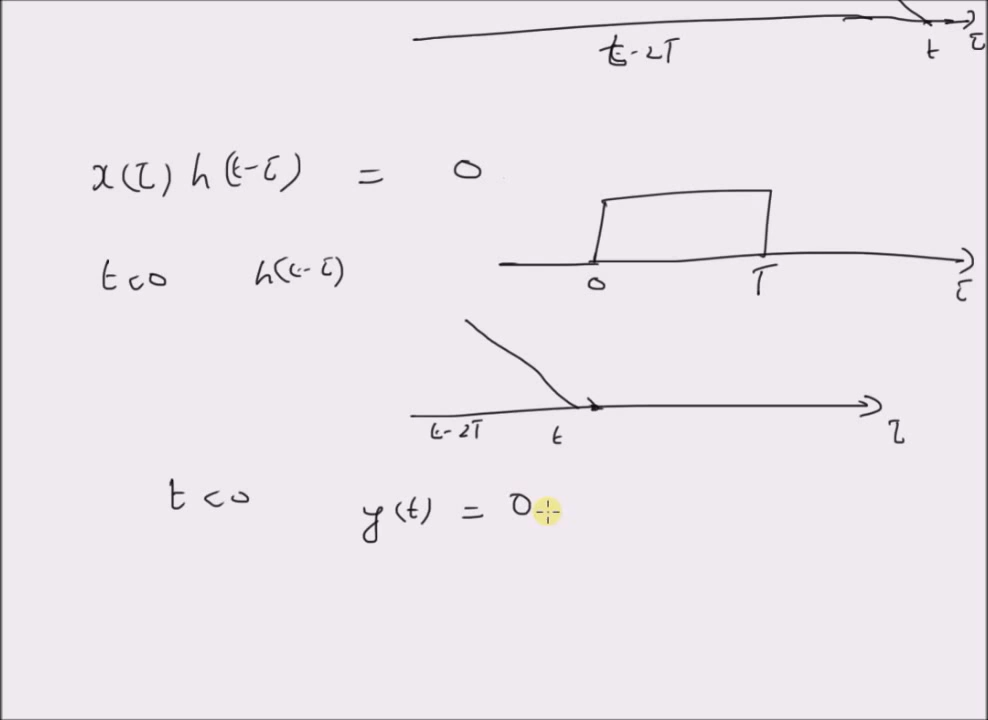 t-2T t τ
x(τ) h(t-τ) = 0
t<0 h(t-τ)
0 T τ
t-2T t τ
t<0 y(t) = 0